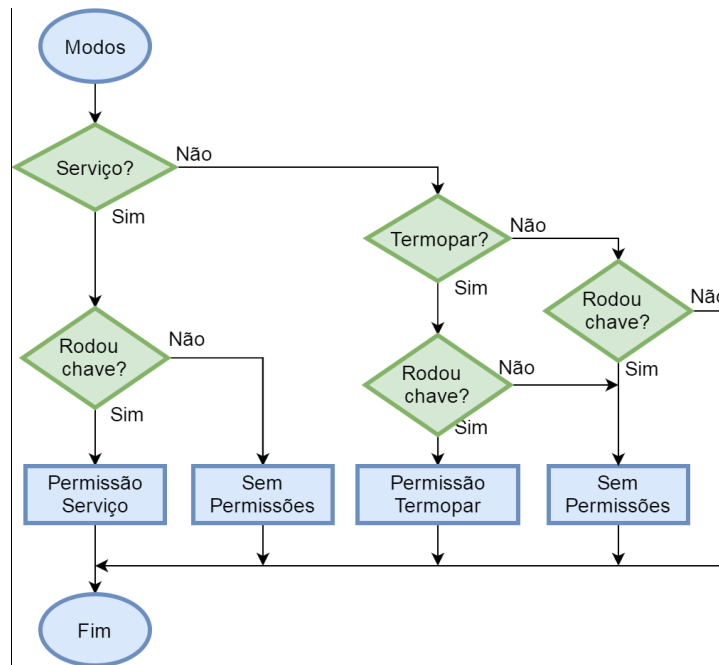 Modos
Serviço?
Não
Sim
Termopar?
Não
Sim
Rodou
chave?
Não
Sim
Rodou
chave?
Não
Sim
Rodou
chave?
Não
Sim
Permissão
Serviço
Sem
Permissões
Permissão
Termopar
Sem
Permissões
Fim